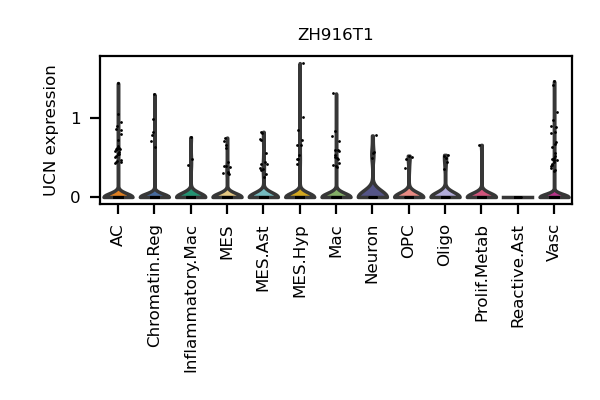 ZH916T1
UCN expression
1
0
AC
Chromatin.Reg
Inflammatory.Mac
MES
MES.Ast
MES.Hyp
Mac
Neuron
OPC
Oligo
Prolif.Metab
Reactive.Ast
Vasc